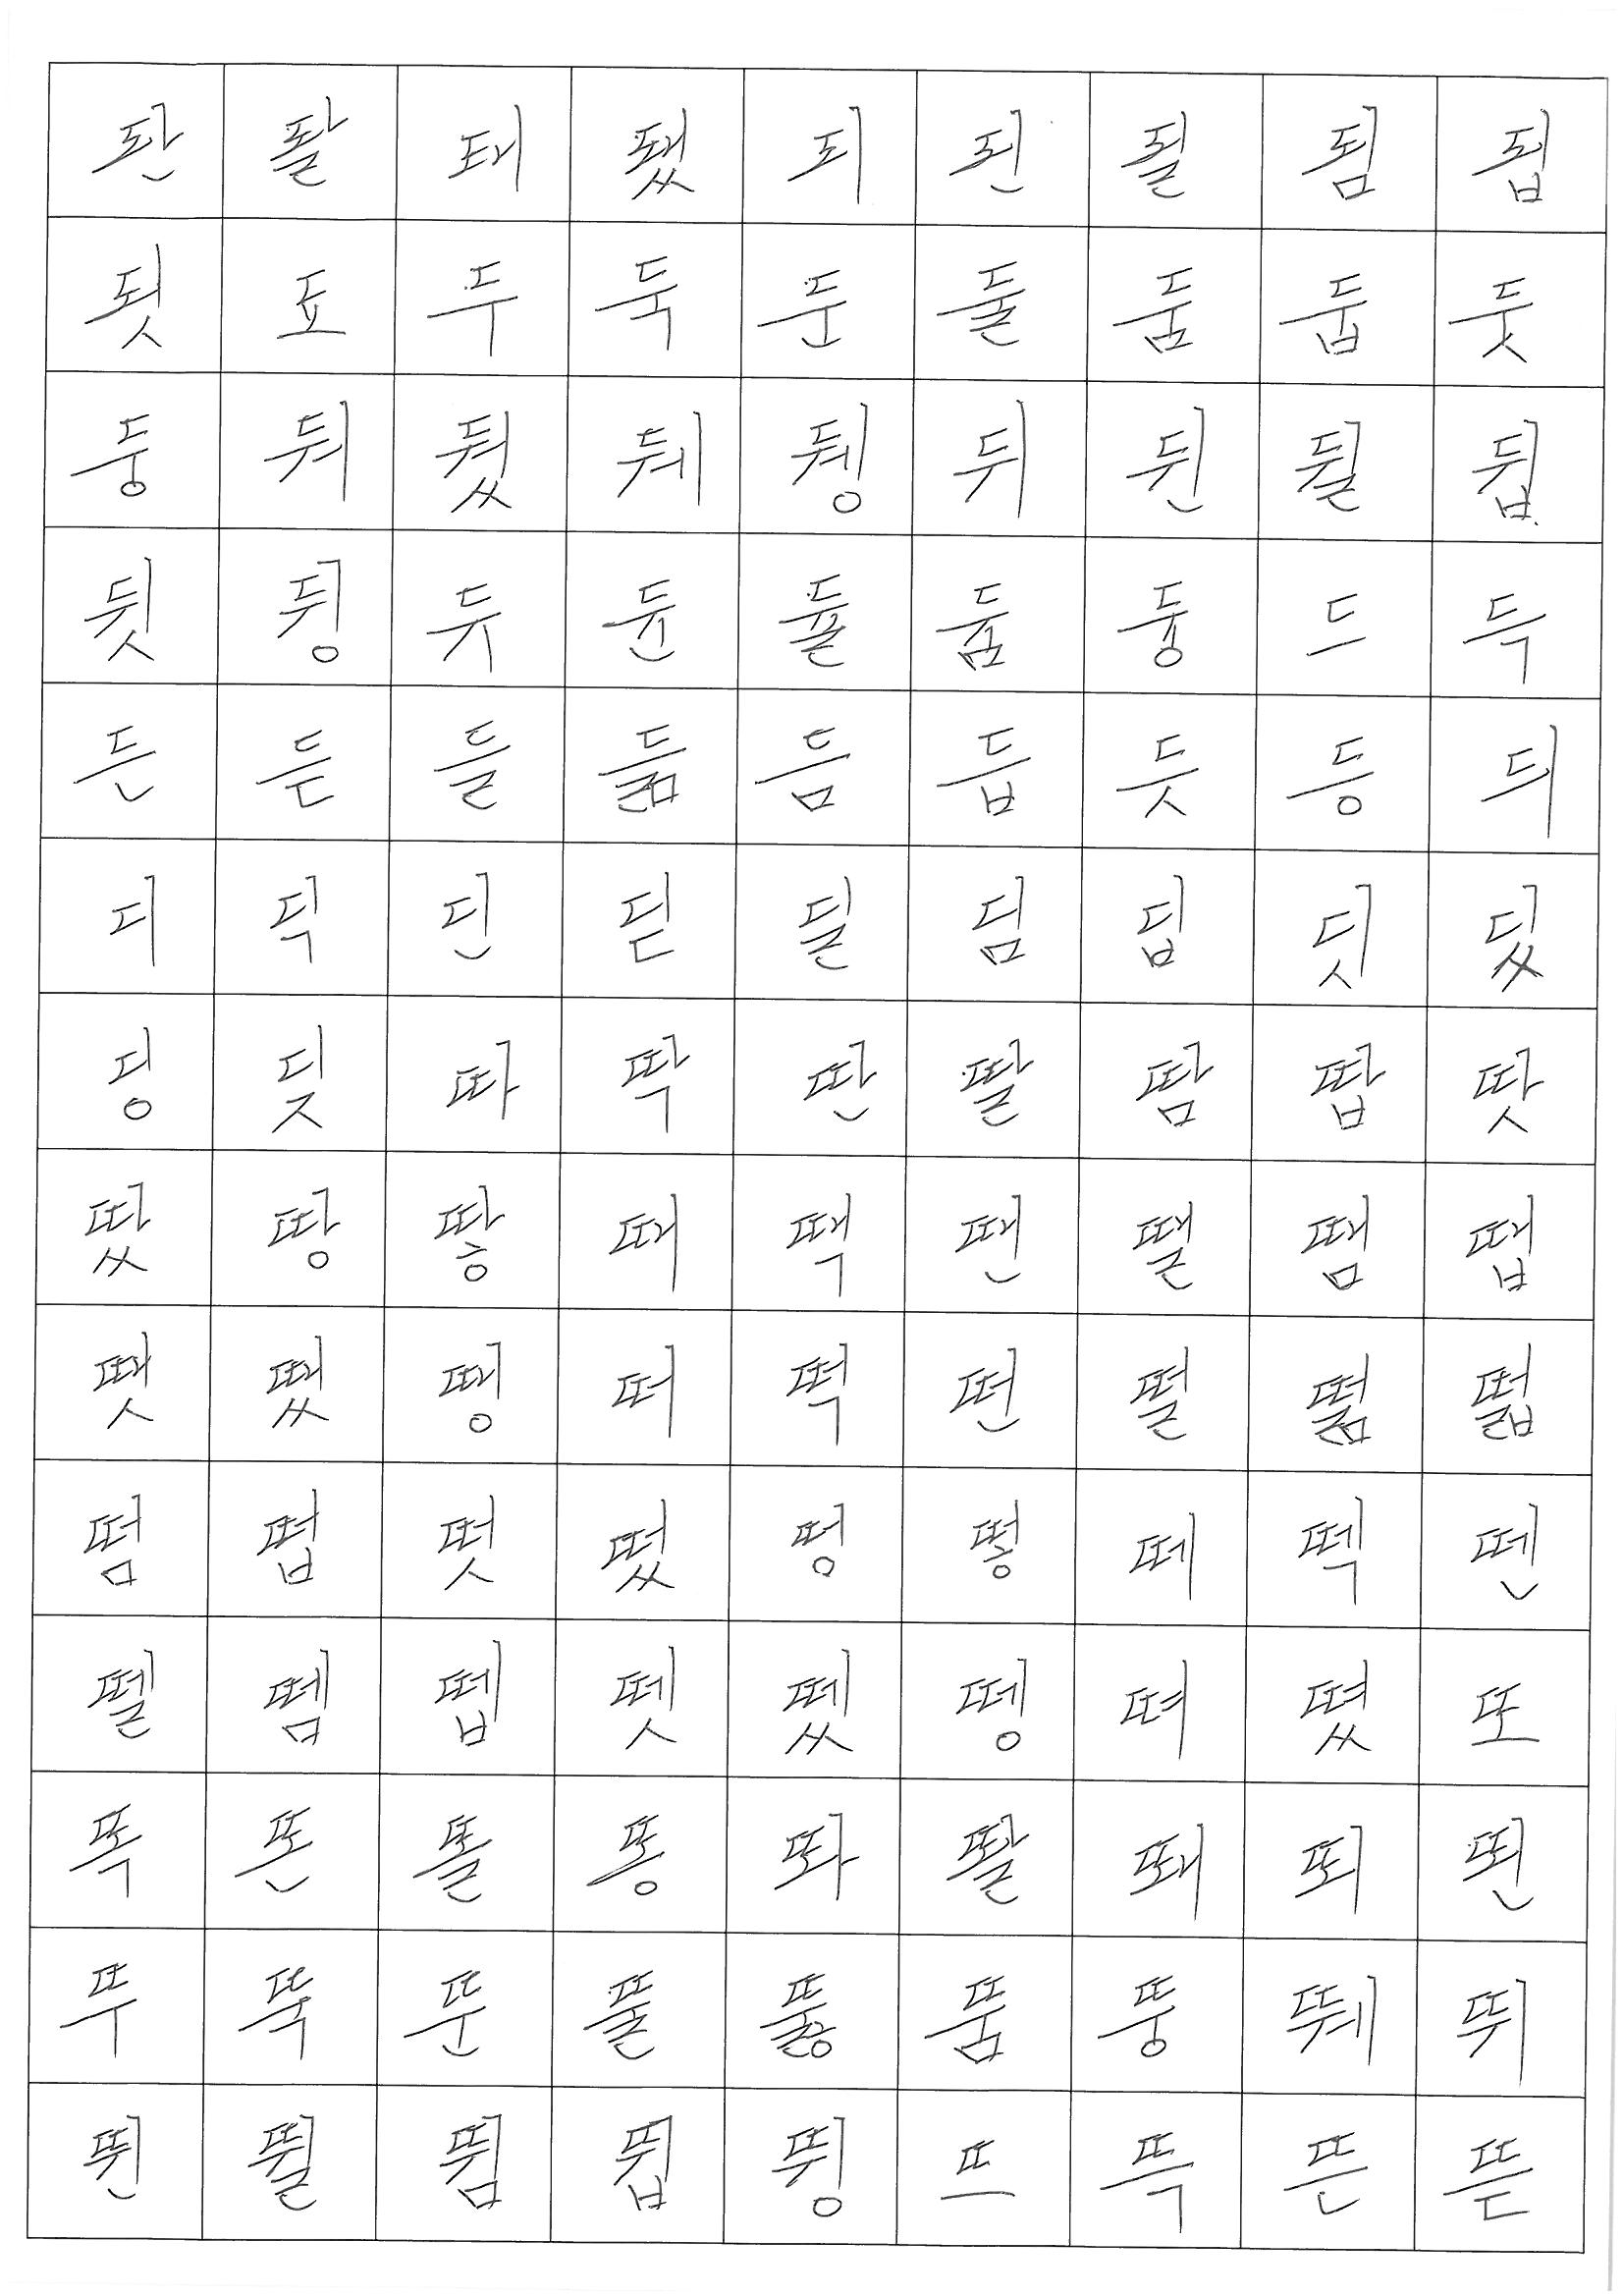 돤 돨 돼 됐 되 된 될 됨 됩
됫 됴 두 둑 둔 둘 둠 둡 둣
둥 둬 뒀 뒈 뒝 뒤 뒨 뒬 뒵
뒷 뒹 듀 듄 듈 듐 듕 드 득
든 듣 들 듦 듬 듭 듯 등 듸
디 딕 딘 딛 딜 딤 딥 딧 딨
딩 딪 따 딱 딴 딸 땀 땁 땃
땄 땅 땋 때 땍 땐 땔 땜 땝
땟 땠 땡 떠 떡 떤 떨 떪 떫
떰 떱 떳 떴 떵 떻 떼 떽 뗀
뗄 뗌 뗍 뗏 뗐 뗑 뗘 뗬 또
똑 똔 똘 똥 똬 똴 뙈 뙤 뙨
뚜 뚝 뚠 뚤 뚫 뚬 뚱 뛔 뛰
뛴 뛸 뜀 뜁 뜅 뜨 뜩 뜬 뜯